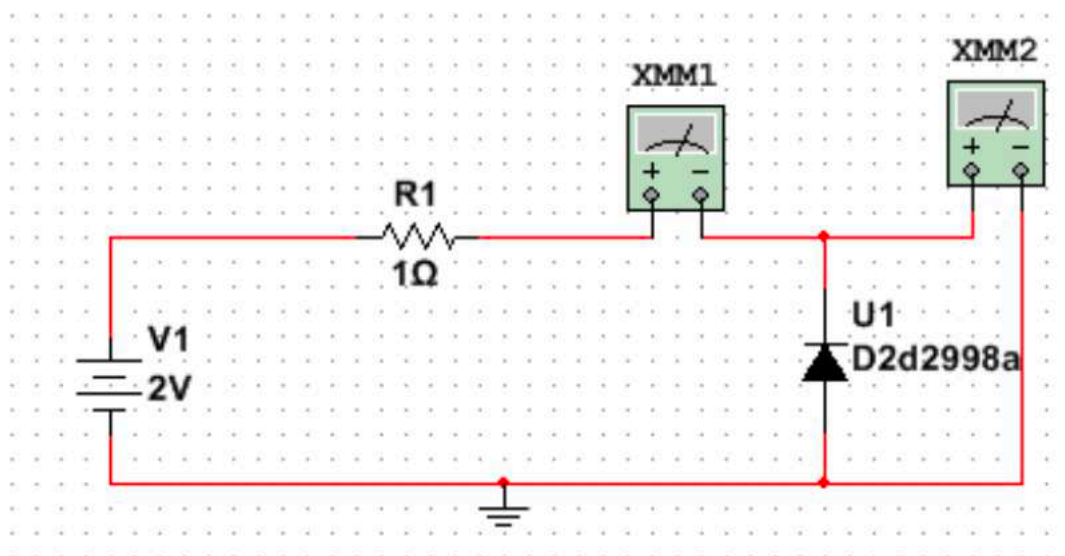 XMM2
XMM1
+ −
+ −
R1
1Ω
V1
2V
U1
D2d2998a